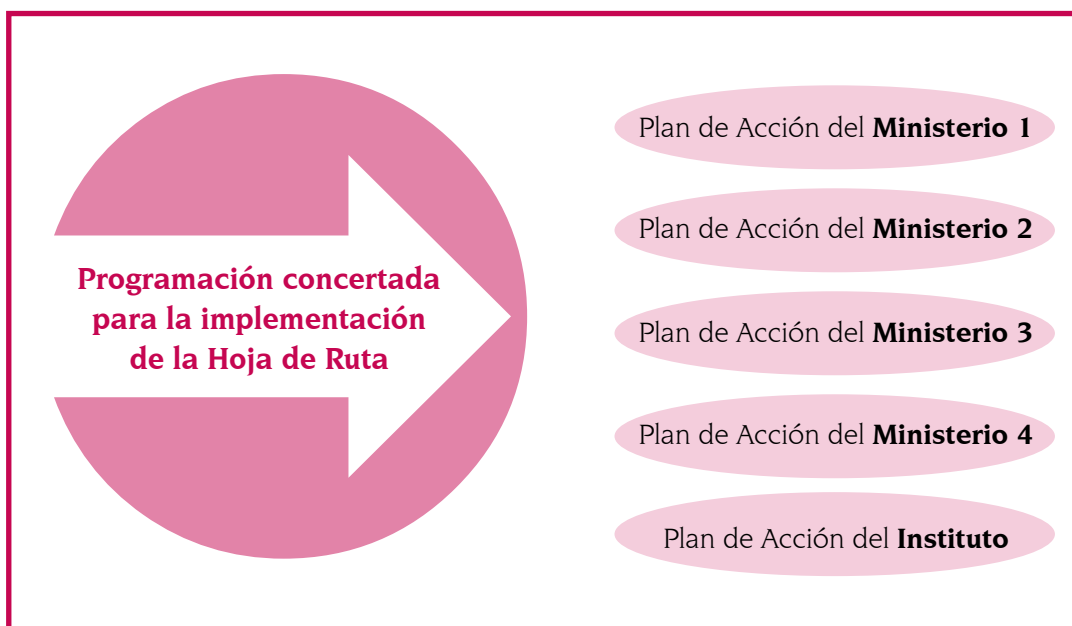 Programación concertada
para la implementación
de la Hoja de Ruta
Plan de Acción del Ministerio 1
Plan de Acción del Ministerio 2
Plan de Acción del Ministerio 3
Plan de Acción del Ministerio 4
Plan de Acción del Instituto